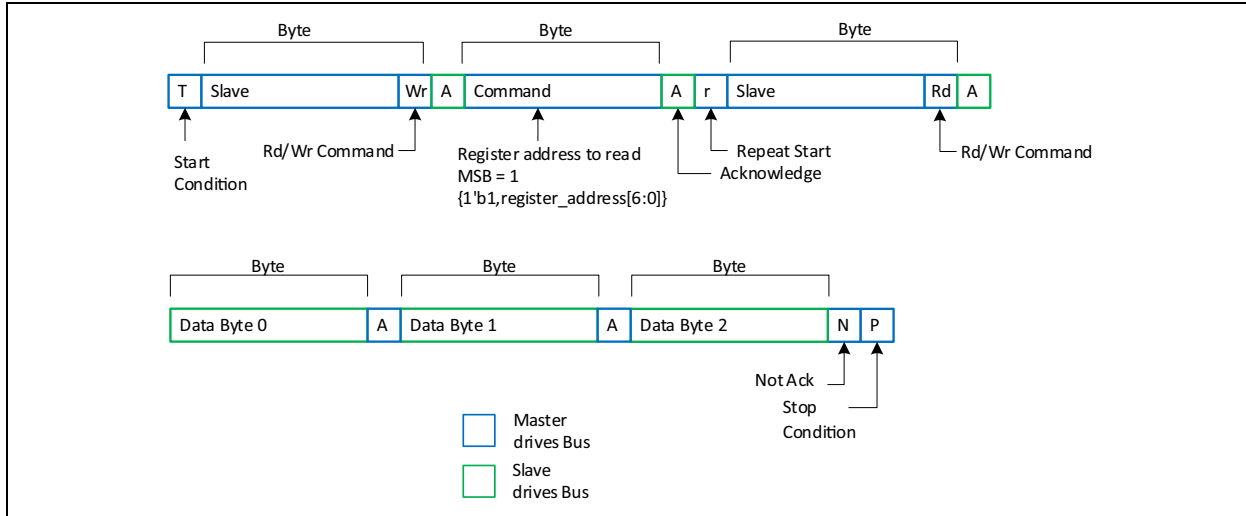 Byte Byte Byte
T Slave Wr A Command A r Slave Rd A
Start
Condition
Rd/Wr Command
Register address to read
MSB = 1
{1'b1,register_address[6:0]}
Repeat Start
Acknowledge
Rd/Wr Command
Byte Byte Byte
Data Byte 0 A Data Byte 1 A Data Byte 2 N P
Not Ack
Stop
Condition
Master
drives Bus
Slave
drives Bus